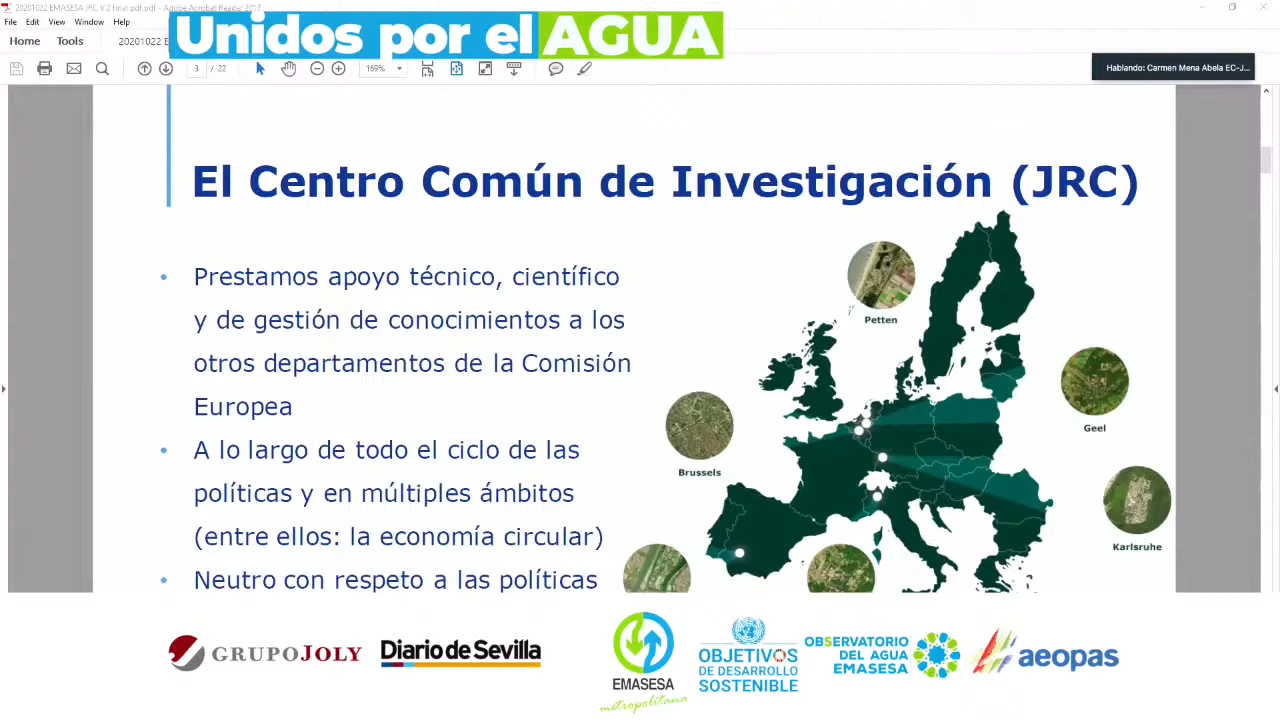 20201022 EMASESA JRC V.2 final pdf.pdf - Adobe Acrobat Reader 2017
File Edit View Window Help
Home Tools 20201022 E
Unidos por el AGUA
3 / 22 169%
Hablando: Carmen Mena Abela EC-J...
El Centro Común de Investigación (JRC)
• Prestamos apoyo técnico, científico
y de gestión de conocimientos a los
otros departamentos de la Comisión
Europea
• A lo largo de todo el ciclo de las
políticas y en múltiples ámbitos
(entre ellos: la economía circular)
• Neutro con respeto a las políticas
Petten
Geel
Brussels
Karlsruhe
GRUPOJOLY
Diario de Sevilla
EMASESA
metropolitana
OBJETIVOS
DE DESARROLLO
SOSTENIBLE
OBSERVATORIO
DEL AGUA
EMASESA
aeopas